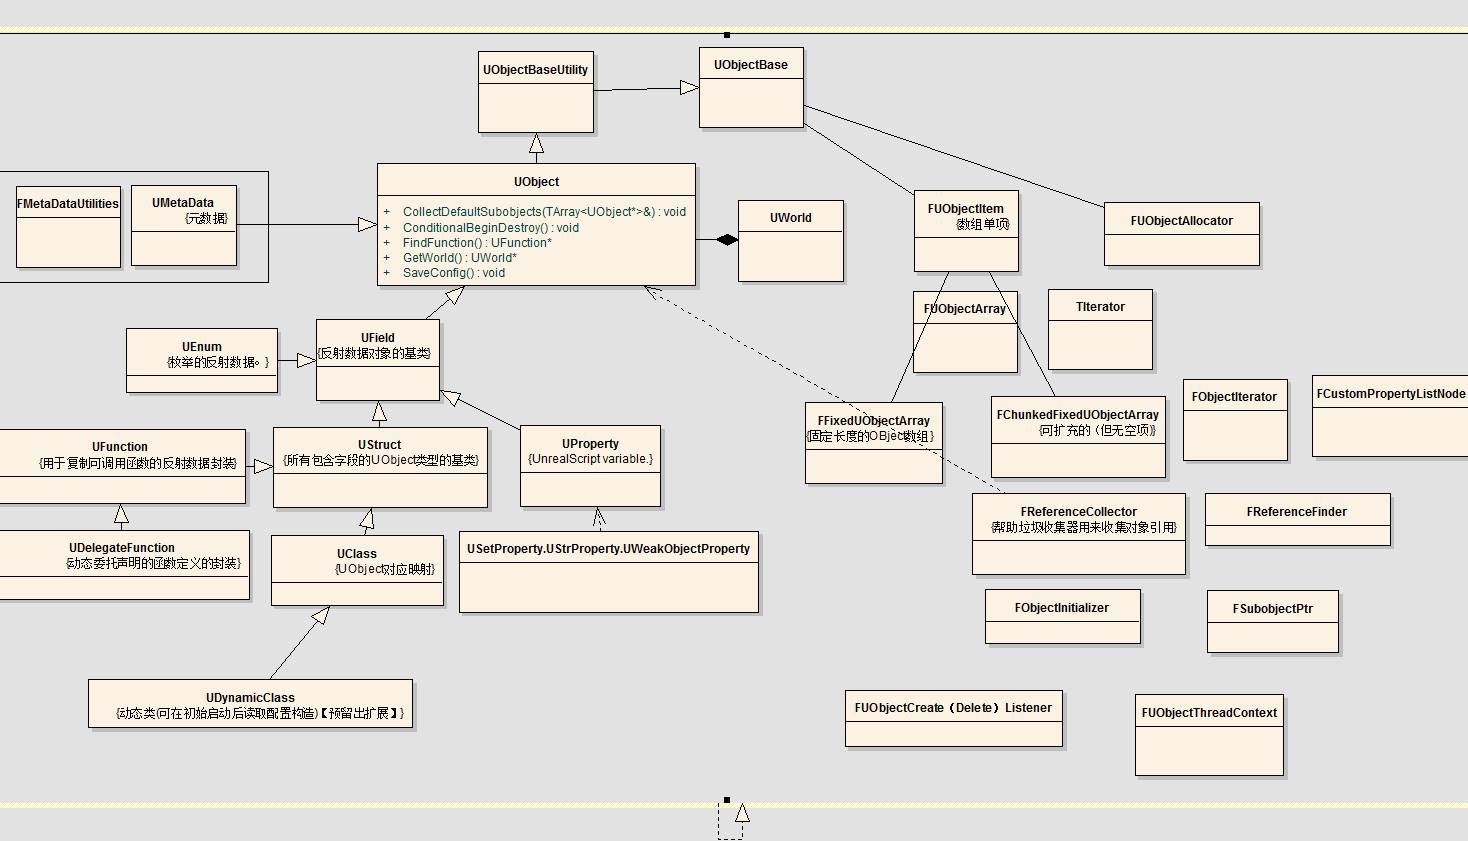 UObjectBaseUtility
UObjectBase
UObject
+ CollectDefaultSubobjects(TArray<UObject*>&) : void
+ ConditionalBeginDestroy() : void
+ FindFunction() : UFunction*
+ GetWorld() : UWorld*
+ SaveConfig() : void
FMetaDataUtilities
UMetaData
{元数据}
UWorld
FUObjectItem
{数组单项}
FUObjectAllocator
FUObjectArray
TIterator
UEnum
{枚举的反射数据。}
UField
{反射数据对象的基类}
FObjectIterator
FCustomPropertyListNode
FFixedUObjectArray
{固定长度的OBject数组}
FChunkedFixedUObjectArray
{可扩充的（但无空项)}
UFunction
{用于复制可调用函数的反射数据封装}
UStruct
{所有包含字段的UObject类型的基类}
UProperty
{UnrealScript variable.}
FReferenceCollector
{帮助垃圾收集器用来收集对象引用}
FReferenceFinder
UDelegateFunction
{动态委托声明的函数定义的封装}
UClass
{UObject对应映射}
USetProperty.UStrProperty.UWeakObjectProperty
FObjectInitializer
FSubobjectPtr
UDynamicClass
{动态类(可在初始启动后读取配置构造)【预留出扩展】}
FUObjectCreate（Delete）Listener
FUObjectThreadContext